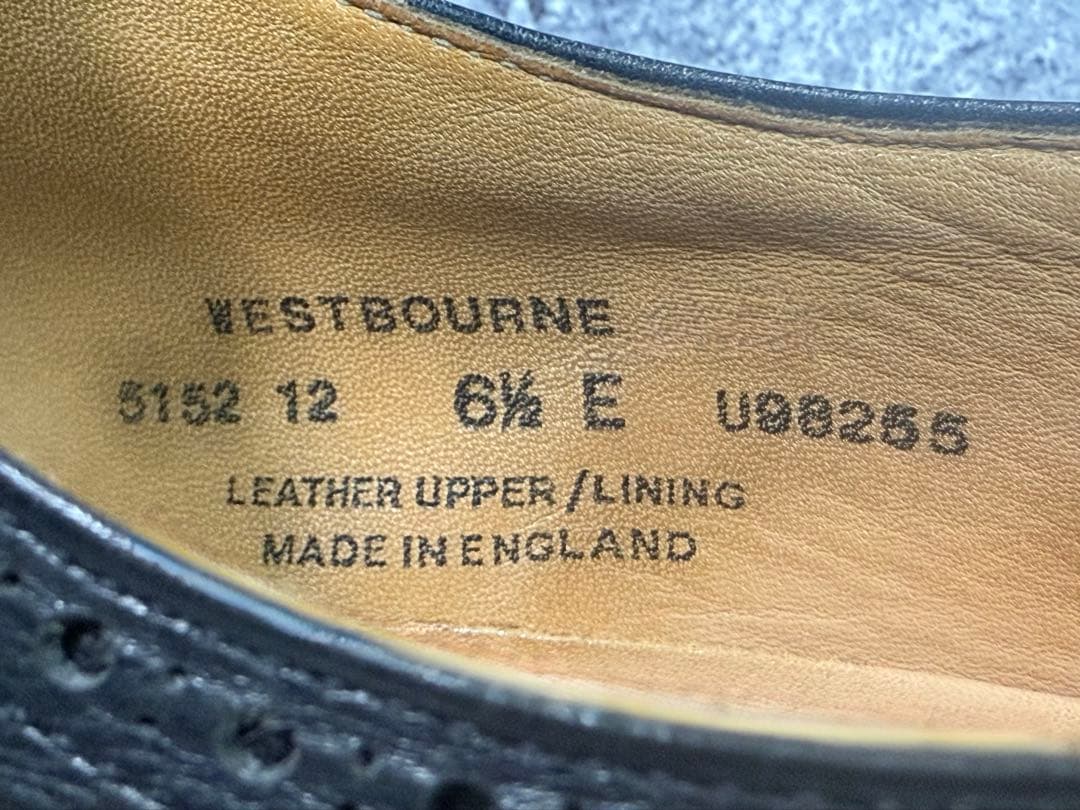 WESTBOURNE
5152 12 6½ E U98255
LEATHER UPPER/LINING
MADE IN ENGLAND